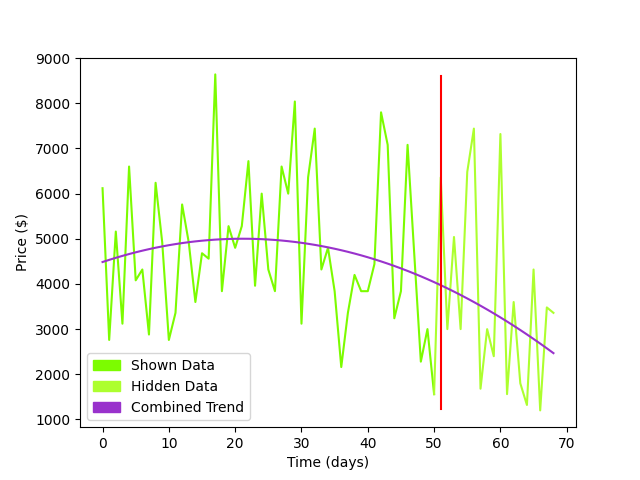 9000
8000
7000
6000
5000
4000
3000
2000
1000
Price ($)
Shown Data
Hidden Data
Combined Trend
0 10 20 30 40 50 60 70
Time (days)